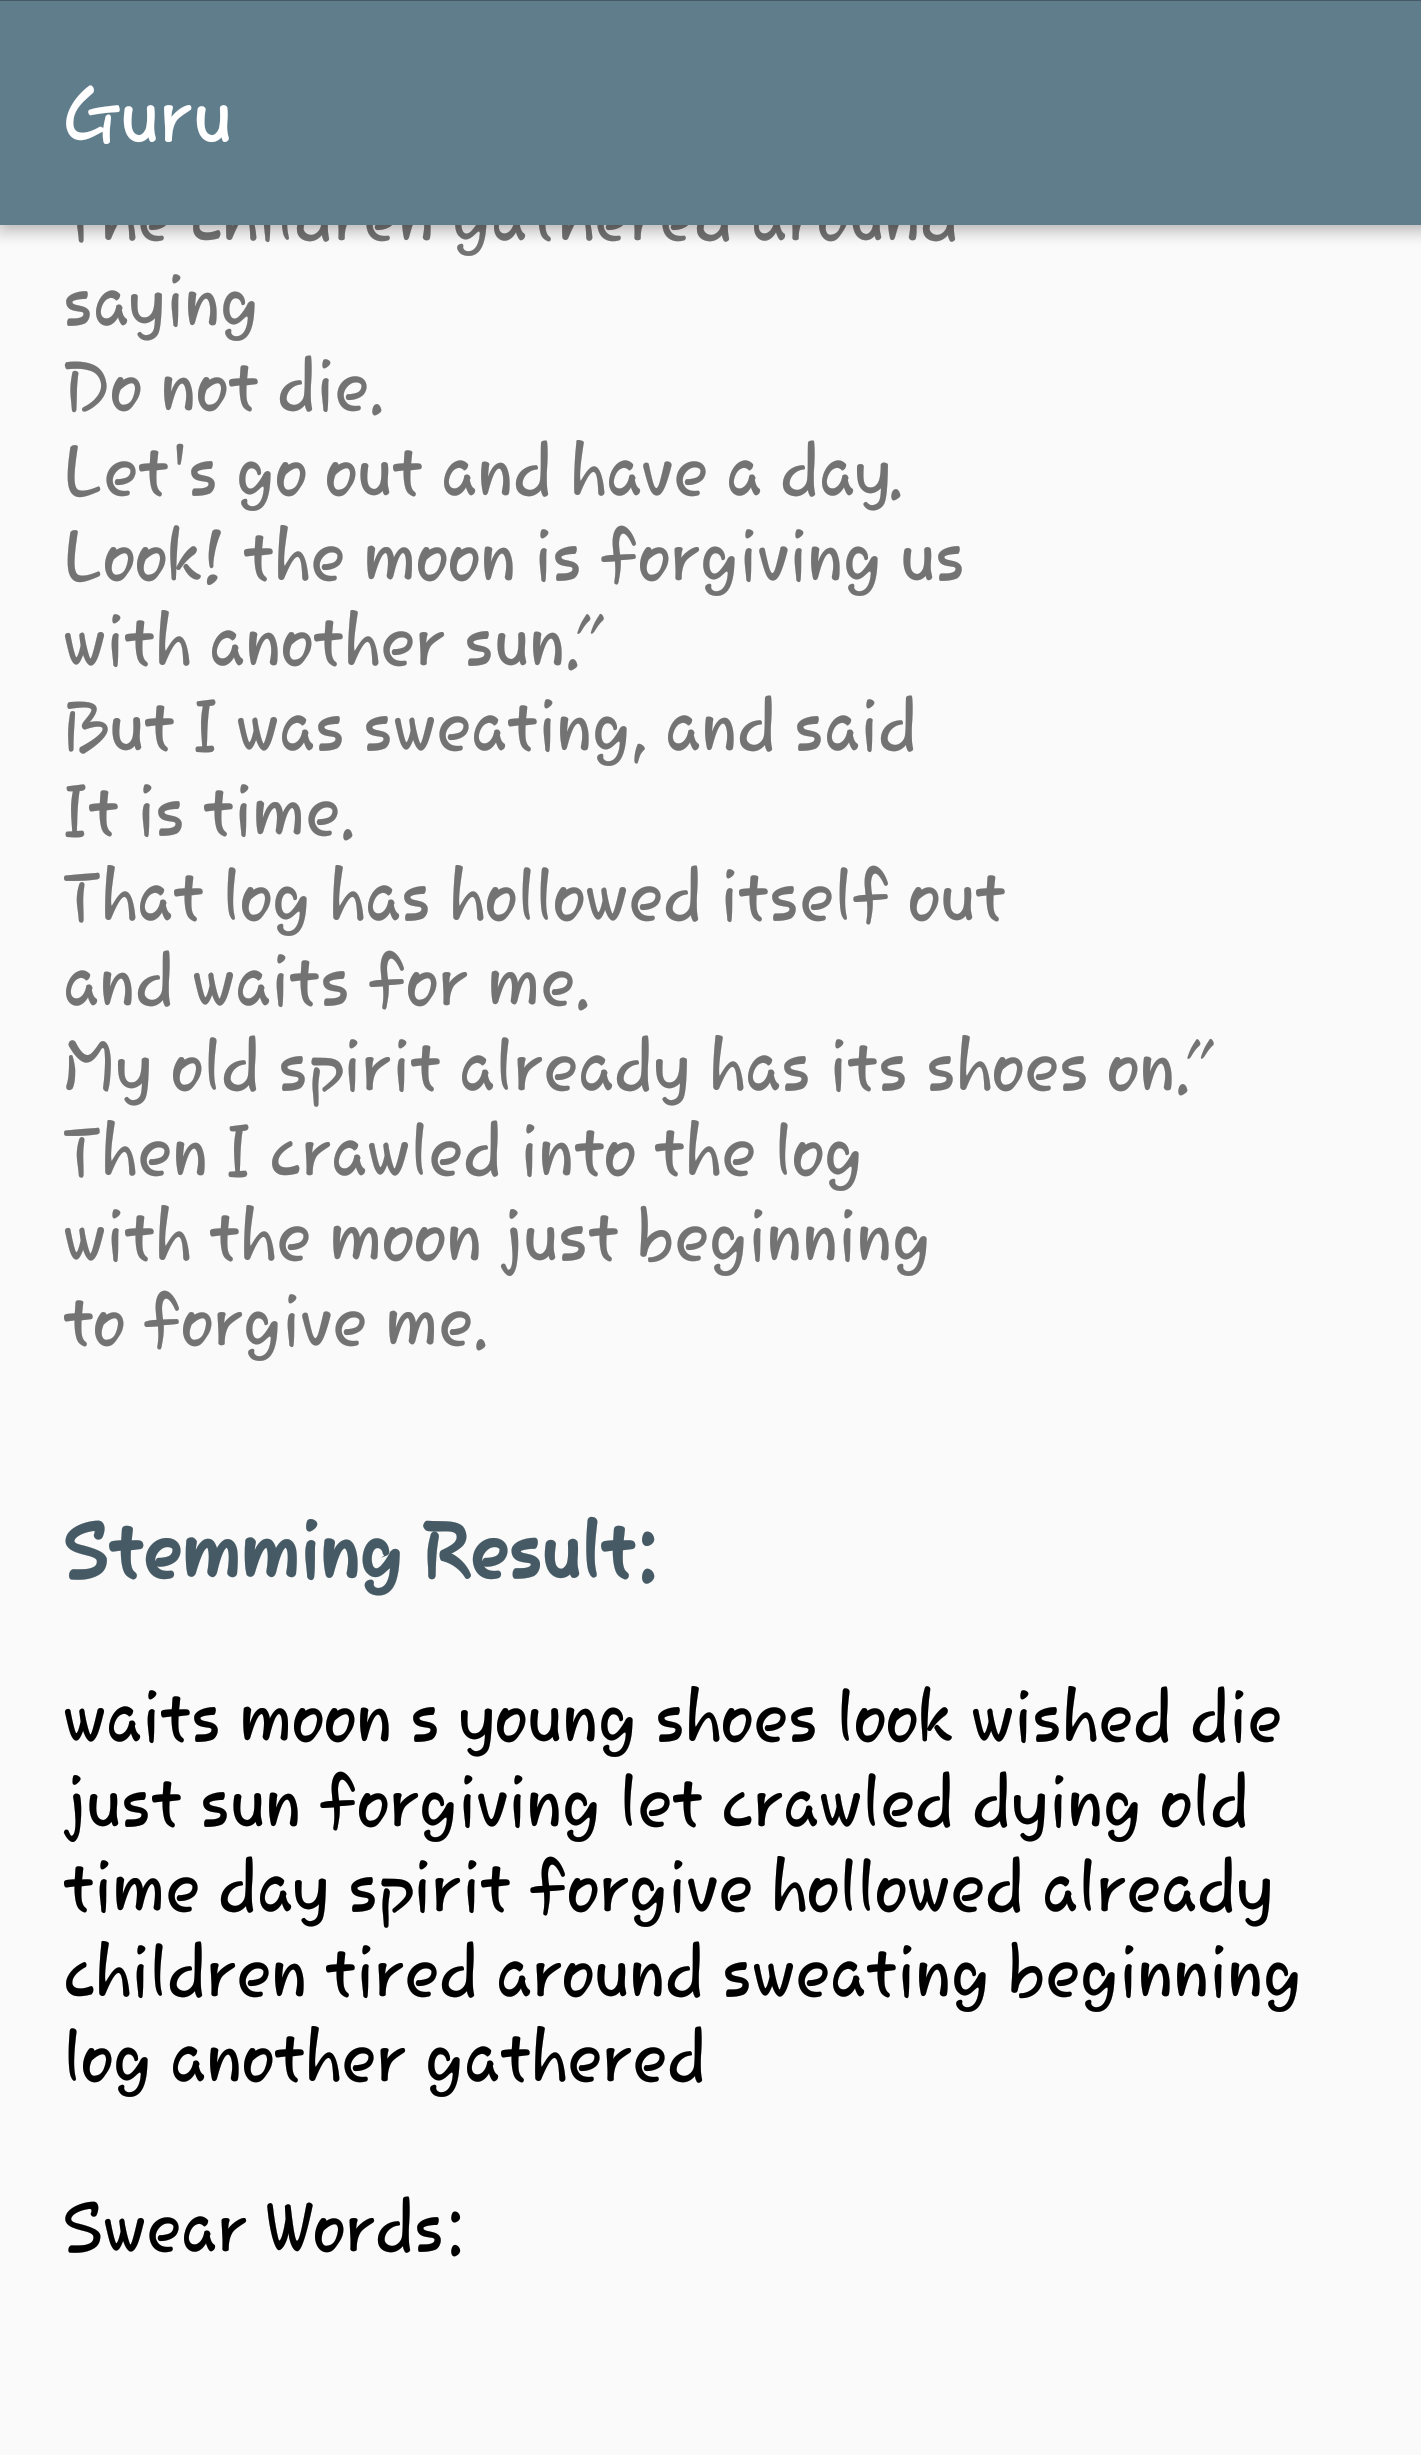 Guru
The children gathered around
saying
Do not die.
Let's go out and have a day.
Look! the moon is forgiving us
with another sun.”
But I was sweating, and said
It is time.
That log has hollowed itself out
and waits for me.
My old spirit already has its shoes on.”
Then I crawled into the log
with the moon just beginning
to forgive me.
Stemming Result:
waits moon s young shoes look wished die
just sun forgiving let crawled dying old
time day spirit forgive hollowed already
children tired around sweating beginning
log another gathered
Swear Words: